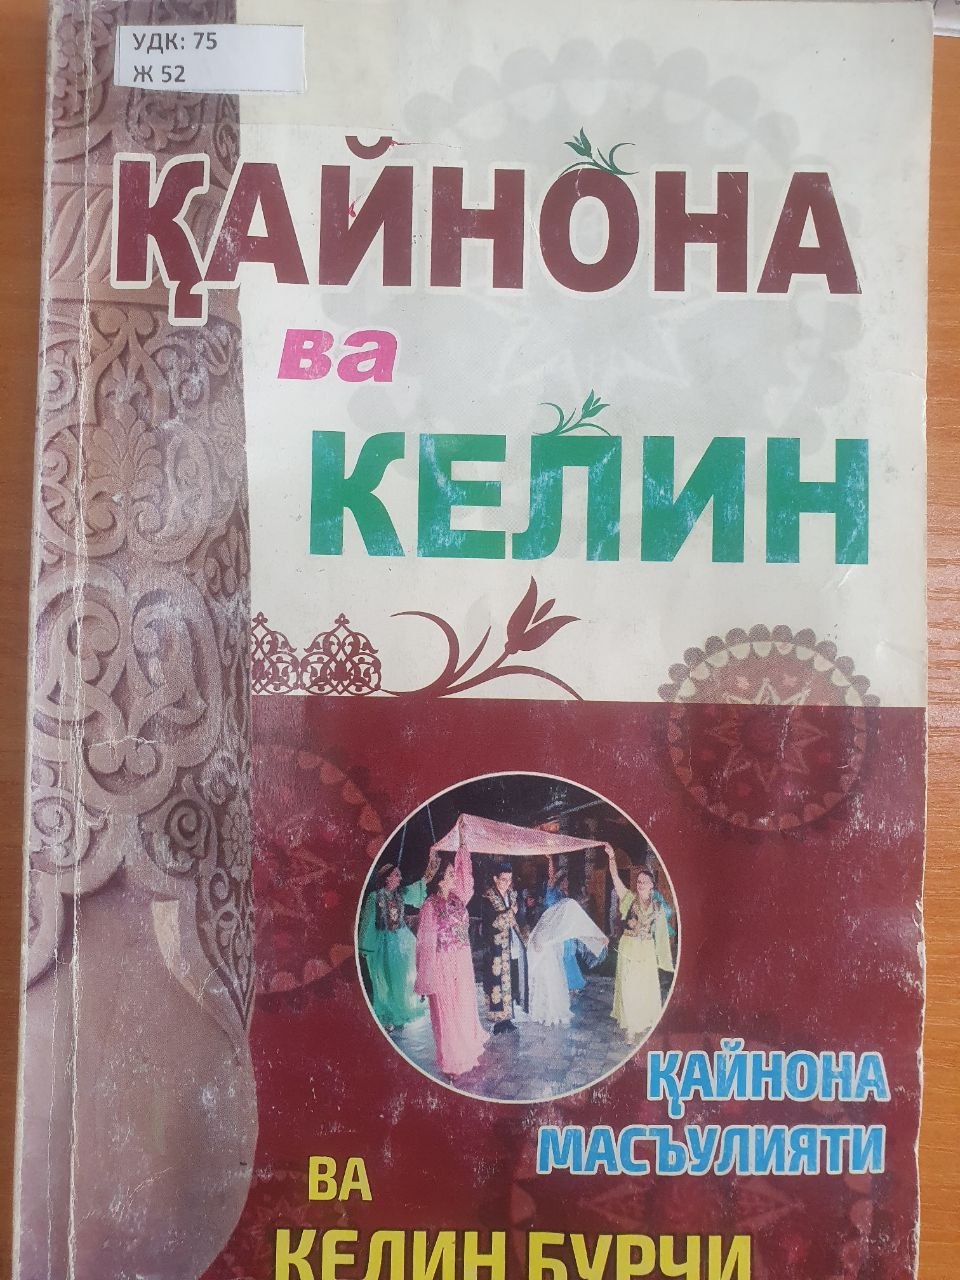 УДК: 75
Ж 52
ҚАЙНОНА
ва
КЕЛИН
ҚАЙНОНА
МАСЪУЛИЯТИ
ВА
КЕЛИН БУРЧИ